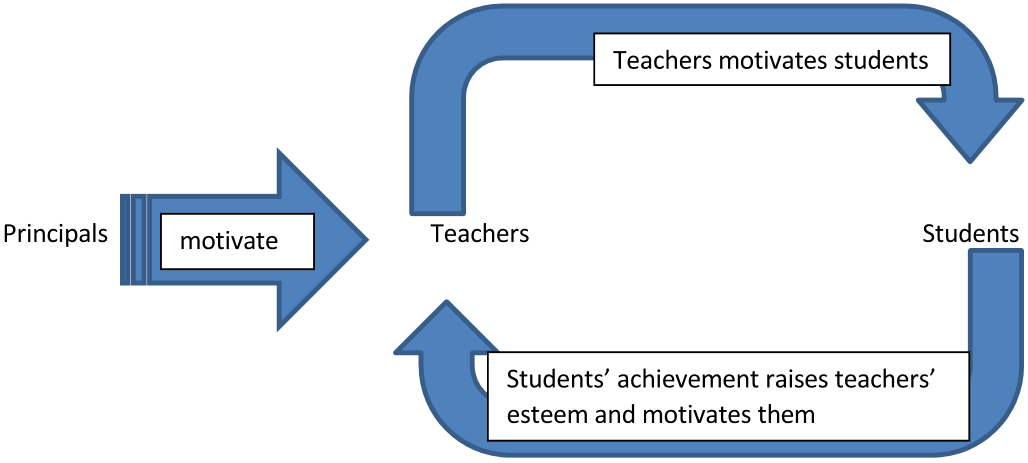 Teachers motivates students
Principals
motivate
Teachers
Students
Students’ achievement raises teachers’
esteem and motivates them